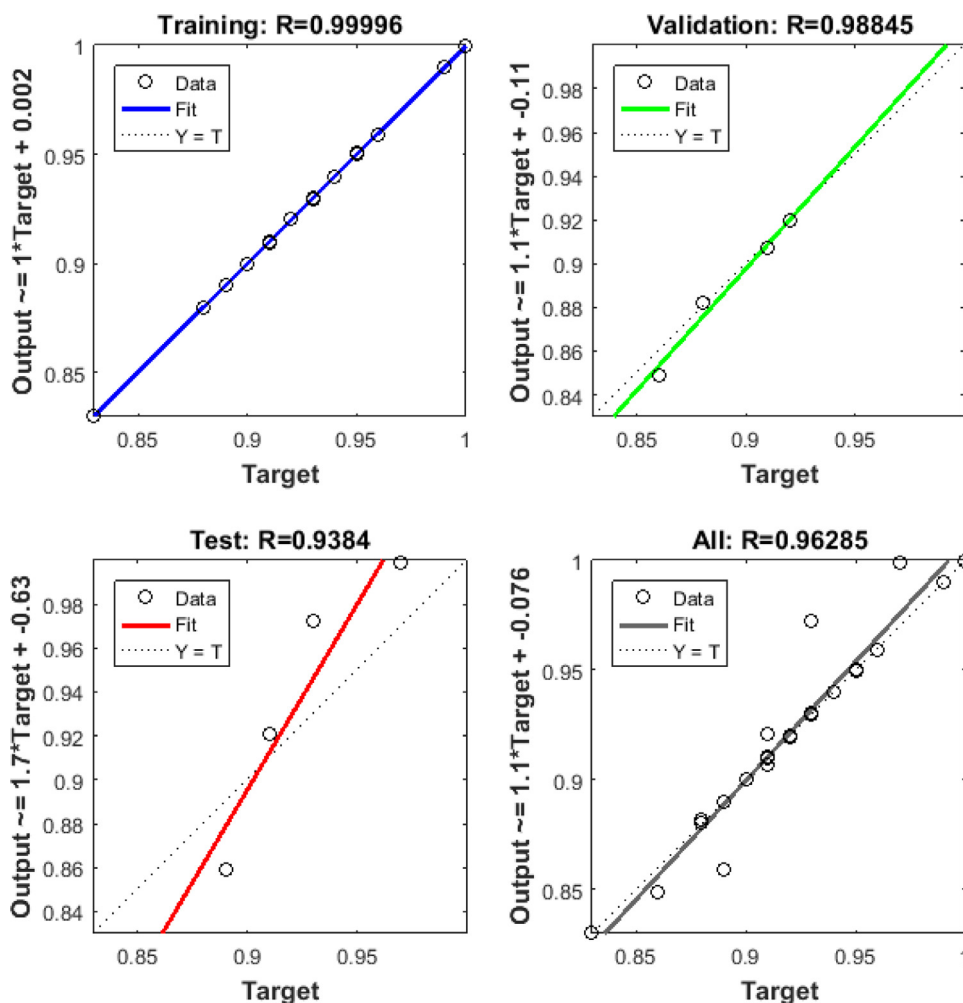 Training: R=0.99996
Output ~= 1*Target + 0.002
1
0.95
0.9
0.85
Data
Fit
Y = T
0.85 0.9 0.95 1
Target
Validation: R=0.98845
Output ~= 1.1*Target + -0.11
0.98
0.96
0.94
0.92
0.9
0.88
0.86
0.84
Data
Fit
Y = T
0.85 0.9 0.95
Target
Test: R=0.9384
Output ~= 1.7*Target + -0.63
0.98
0.96
0.94
0.92
0.9
0.88
0.86
0.84
Data
Fit
Y = T
0.85 0.9 0.95
Target
All: R=0.96285
Output ~= 1.1*Target + -0.076
1
0.95
0.9
0.85
Data
Fit
Y = T
0.85 0.9 0.95 1
Target